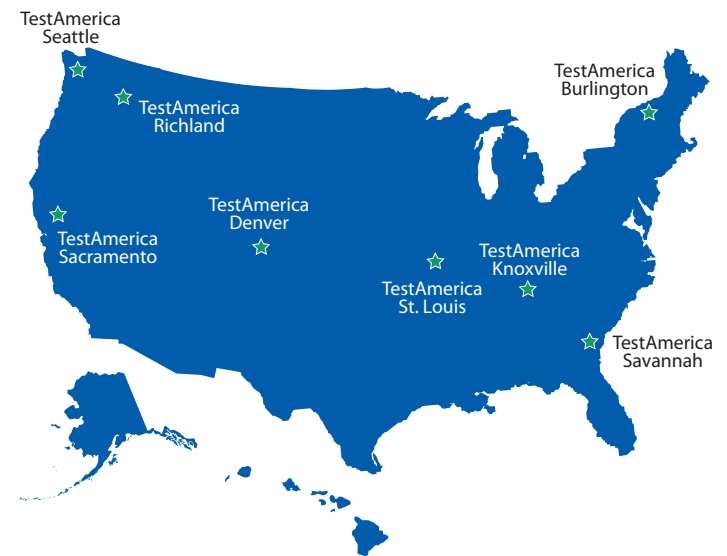 TestAmerica
Seattle
TestAmerica
Burlington
TestAmerica
Richland
TestAmerica
Denver
TestAmerica
Sacramento
TestAmerica
Knoxville
TestAmerica
St. Louis
TestAmerica
Savannah